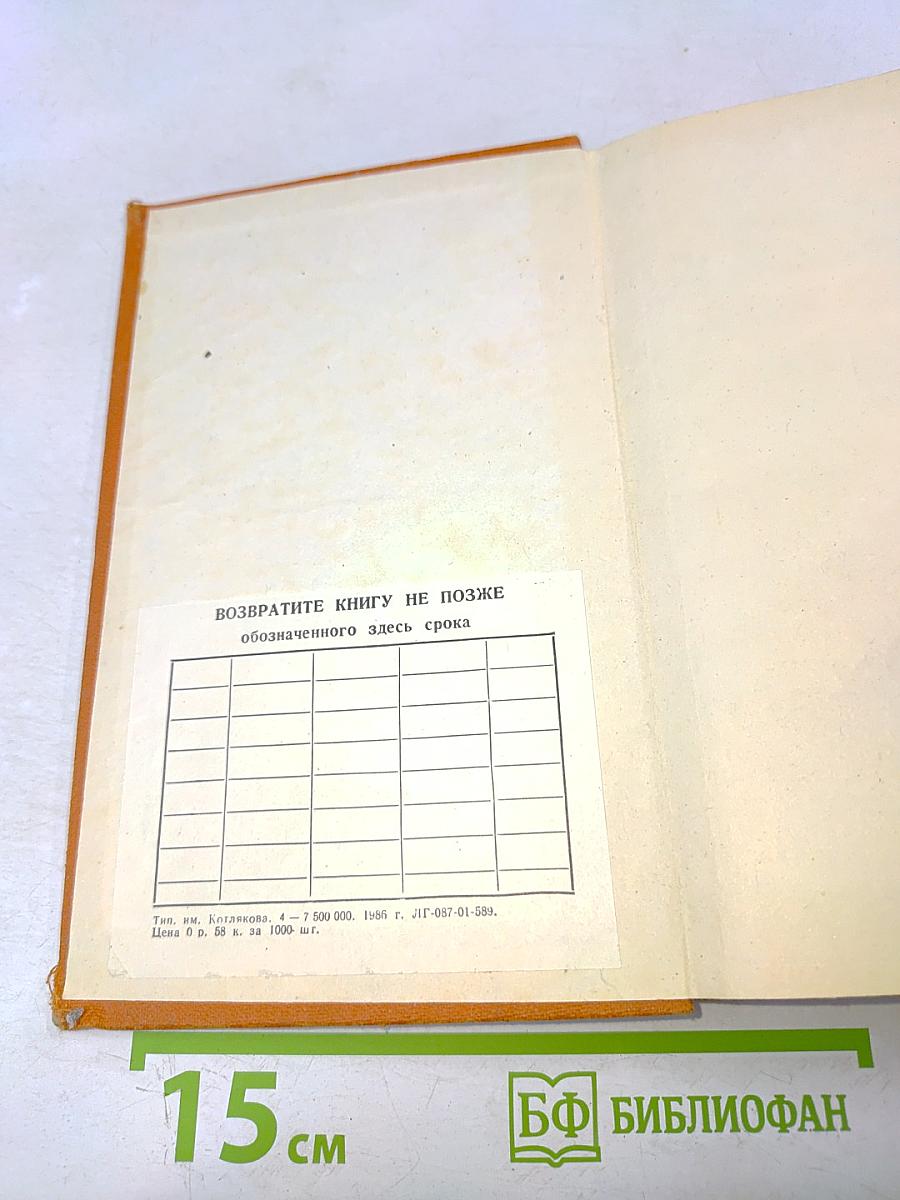 ВОЗВРАТИТЕ КНИГУ НЕ ПОЗЖЕ
обозначенного здесь срока
Тип. им. Котлякова. 4 — 7 500 000. 1986 г. ЛГ-087-01-589.
Цена 0 р. 58 к. за 1000 шт.
15 см
БФ БИБЛИОФАН